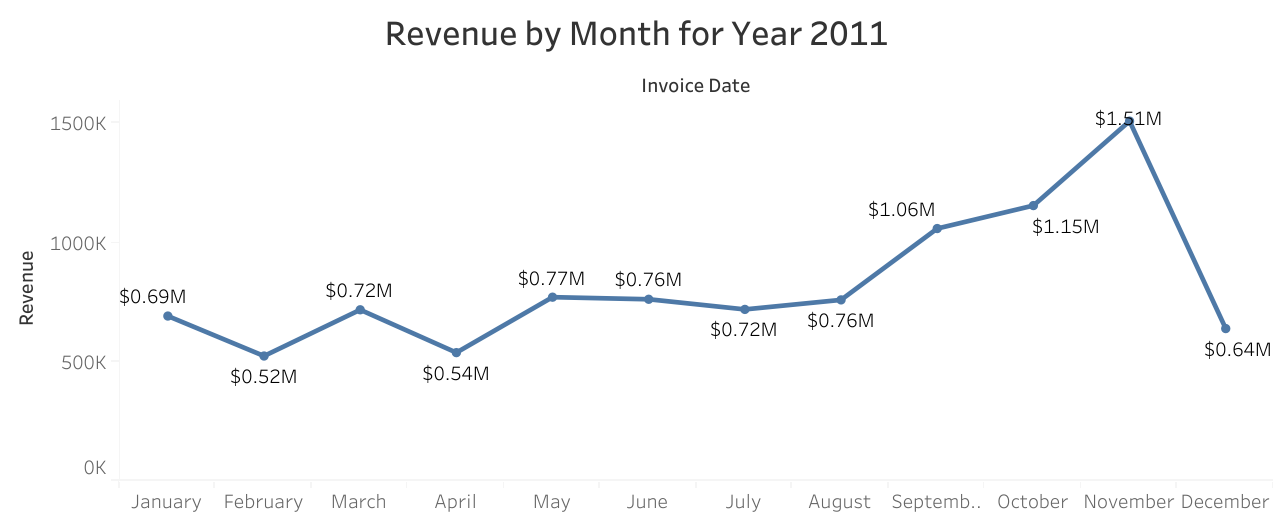 Revenue by Month for Year 2011
Invoice Date
1500K
1000K
500K
0K
Revenue
$0.69M
$0.52M
$0.72M
$0.54M
$0.77M
$0.76M
$0.72M
$0.76M
$1.06M
$1.15M
$1.51M
$0.64M
January February March April May June July August Septemb.. October November December